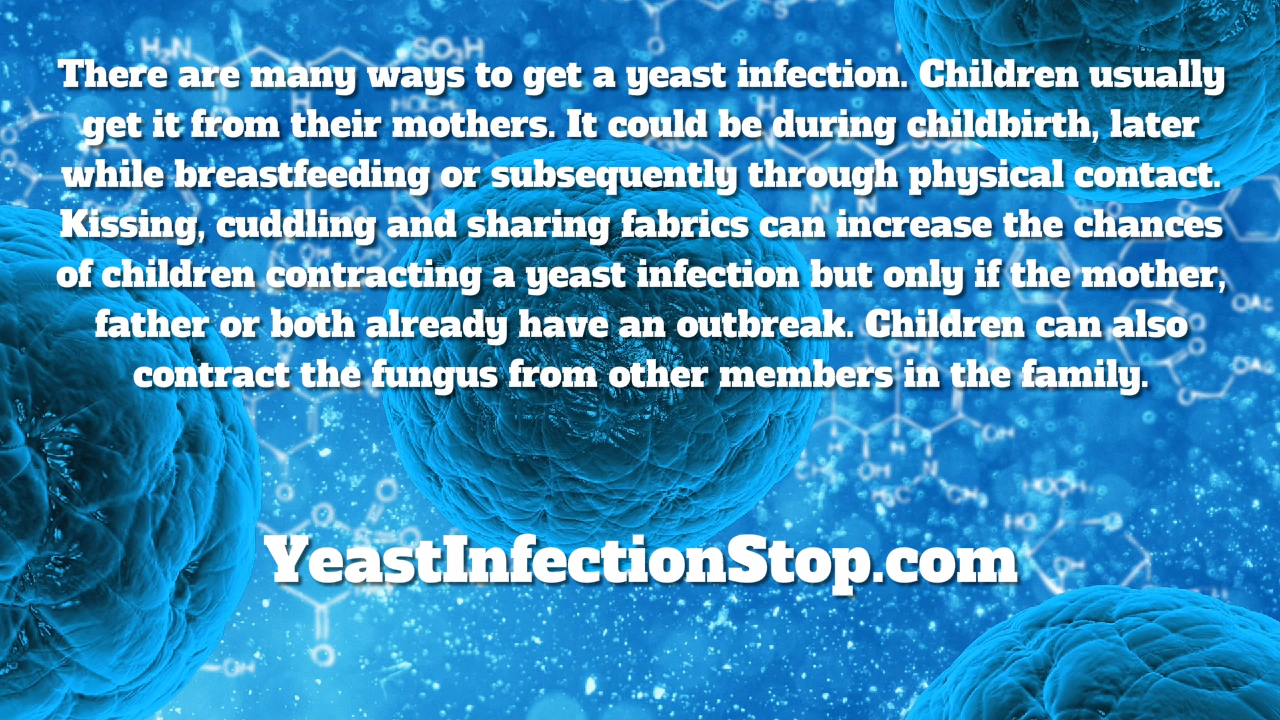 There are many ways to get a yeast infection. Children usually
get it from their mothers. It could be during childbirth, later
while breastfeeding or subsequently through physical contact.
Kissing, cuddling and sharing fabrics can increase the chances
of children contracting a yeast infection but only if the mother,
father or both already have an outbreak. Children can also
contract the fungus from other members in the family.
YeastInfectionStop.com